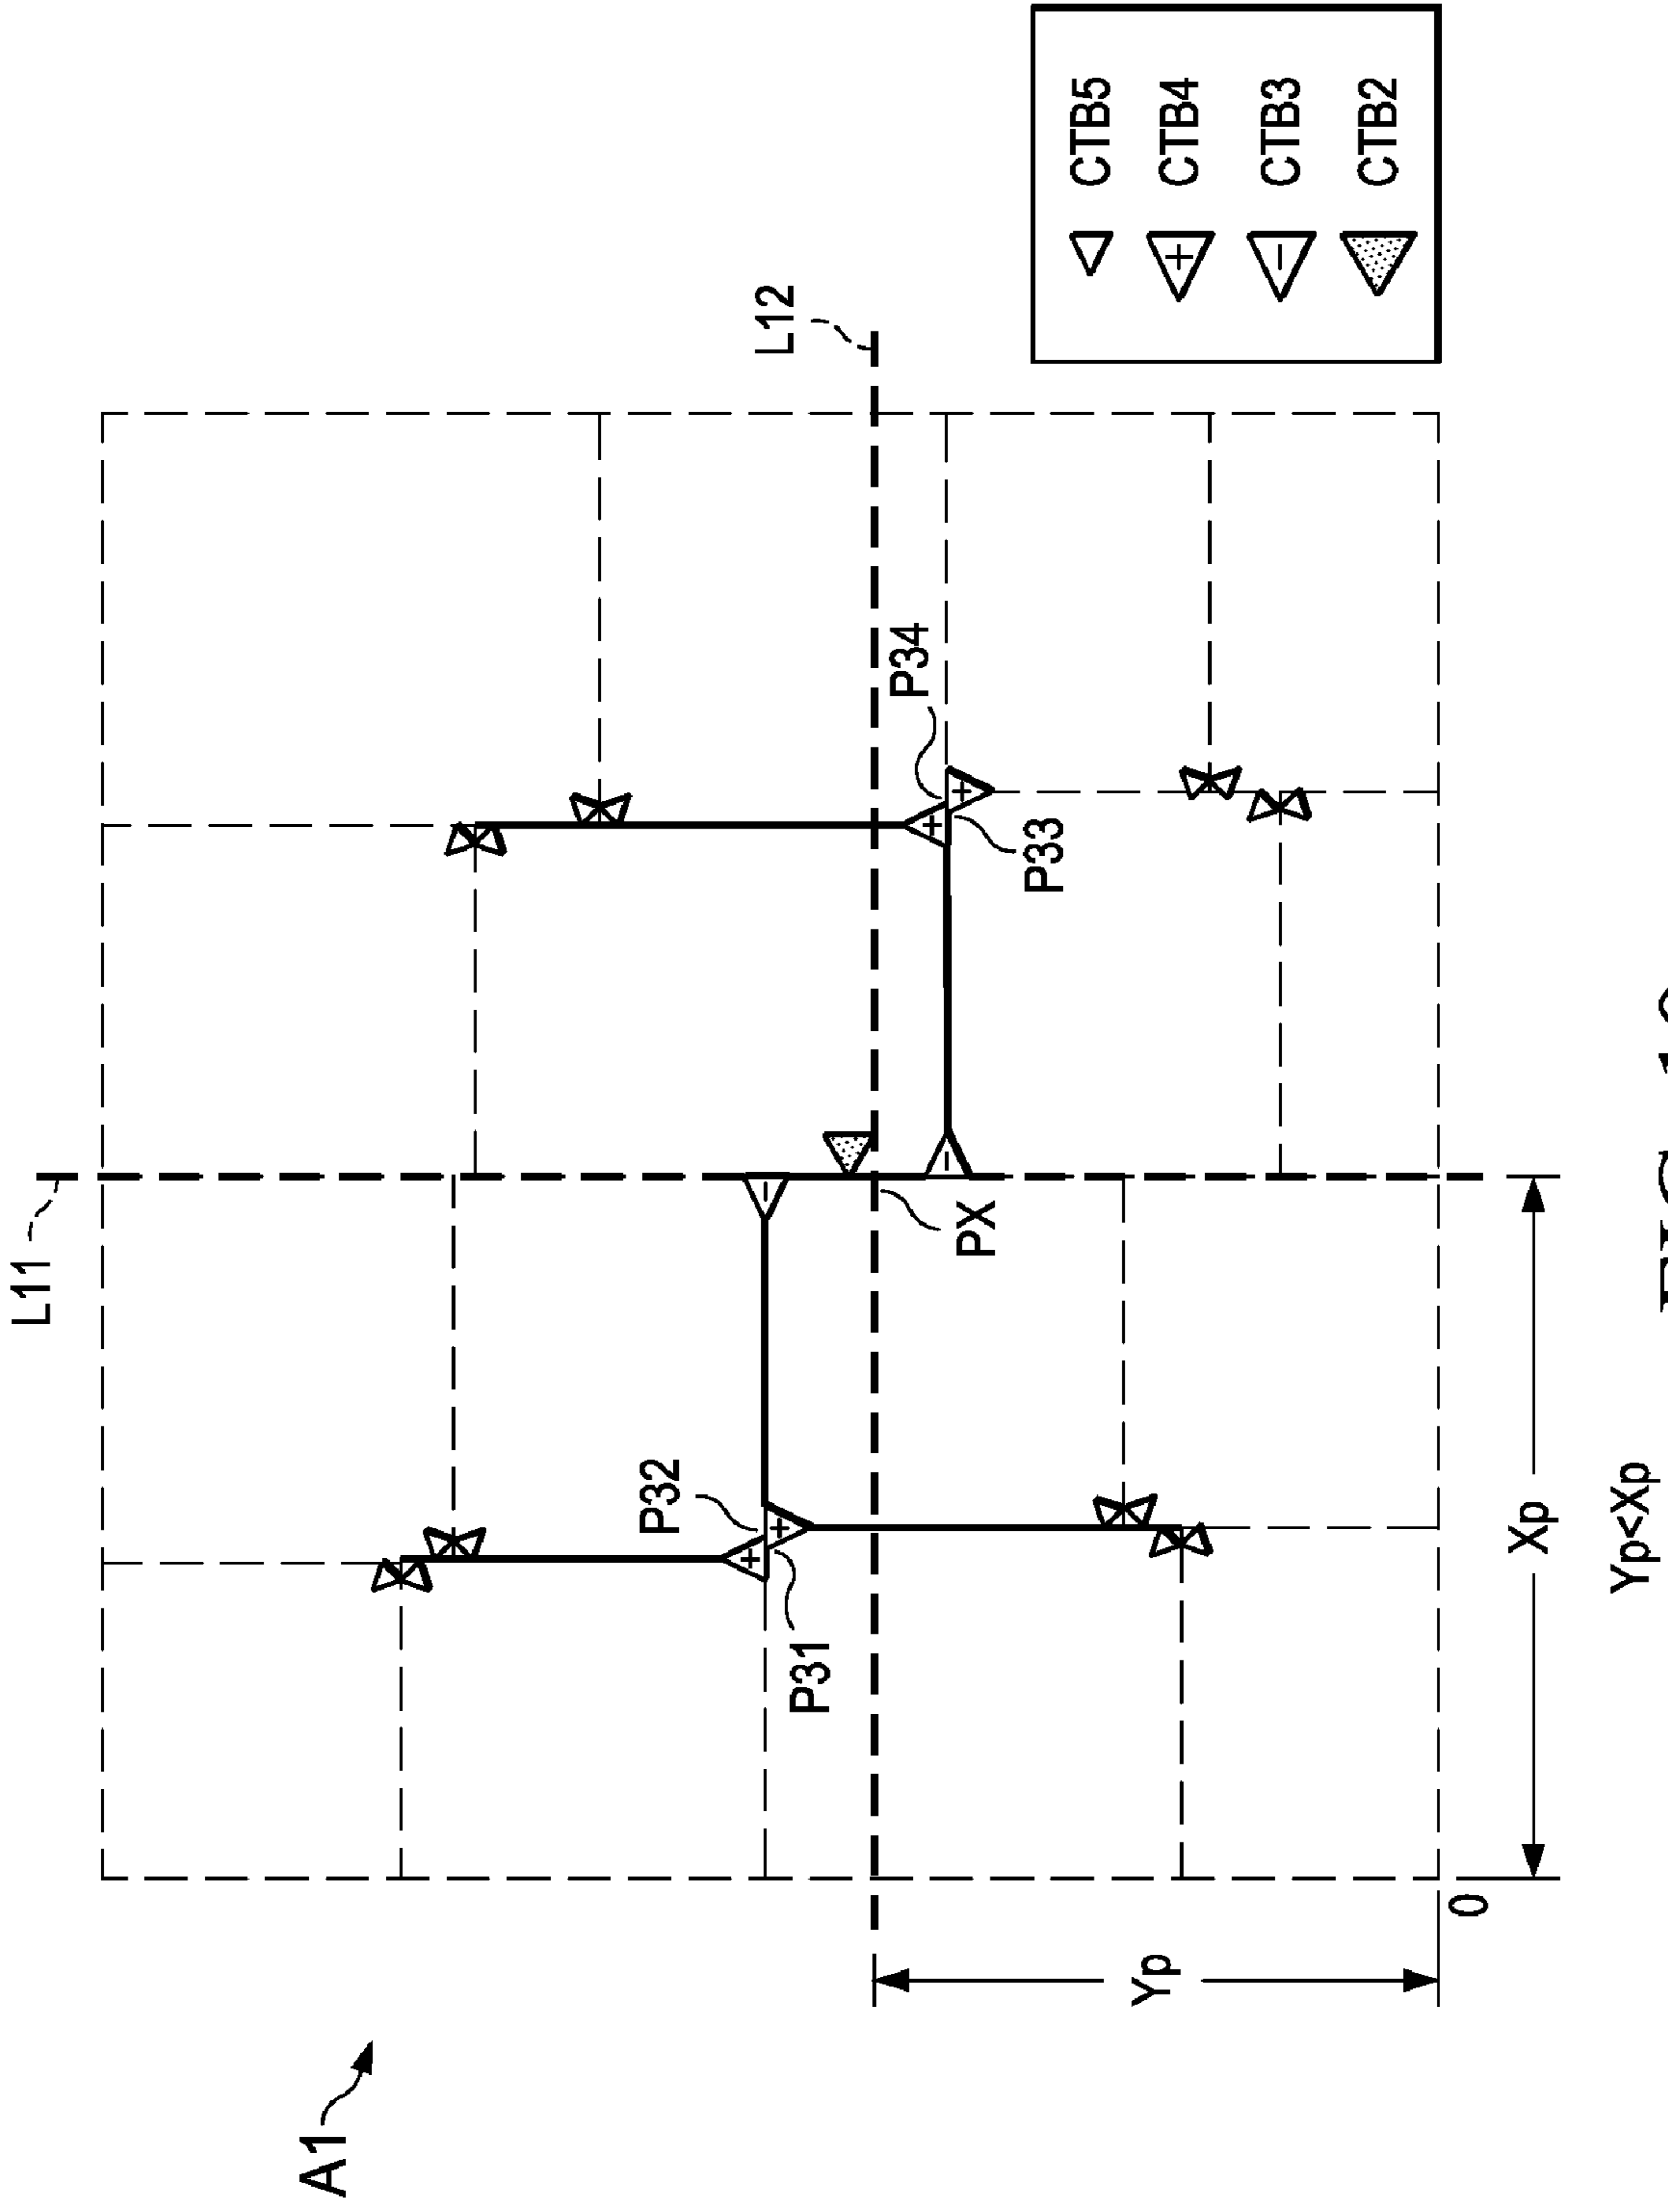 A1
L11
L12
P32
P31
P34
P33
PX
Yp
0
Xp
Yp<Xp
CTB5
CTB4
CTB3
CTB2